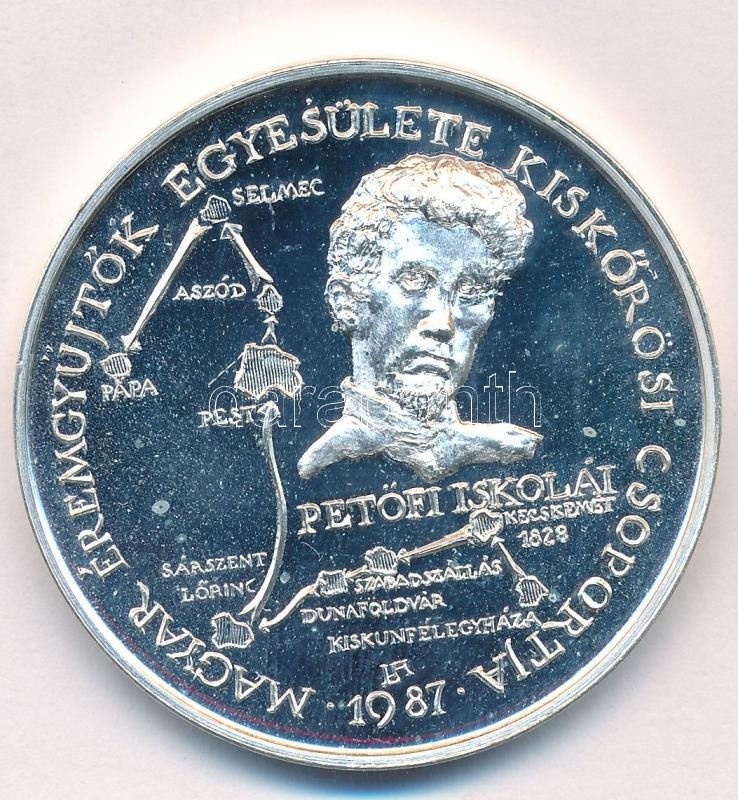 MAGYAR ÉREMGYŰJTŐK EGYESÜLETE KISKŐRÖSI CSOPORTJA
· 1987 ·
SELMEC
ASZÓD
PÁPA
PEST
PETŐFI ISKOLÁI
KECSKEMÉT
1828
SÁRSZENT
LŐRINC
SZABADSZÁLLÁS
DUNAFÖLDVÁR
KISKUNFÉLEGYHÁZA